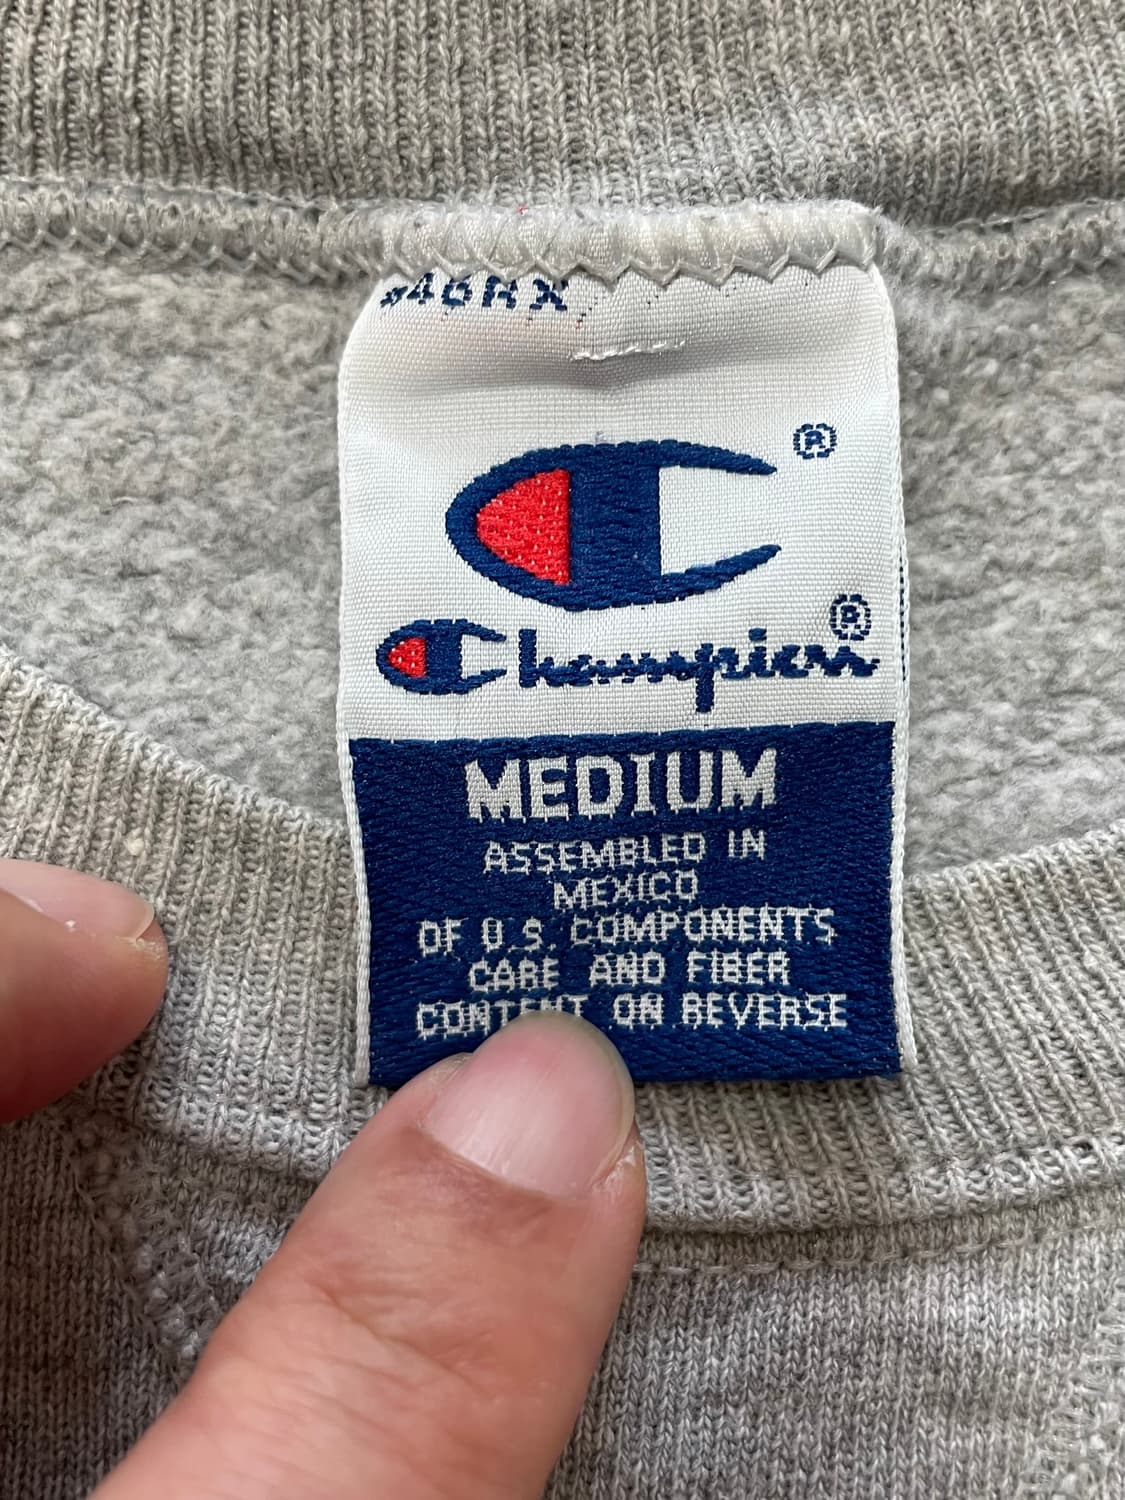 Champion®
MEDIUM
ASSEMBLED IN
MEXICO
OF U.S. COMPONENTS
CARE AND FIBER
CONTENT ON REVERSE